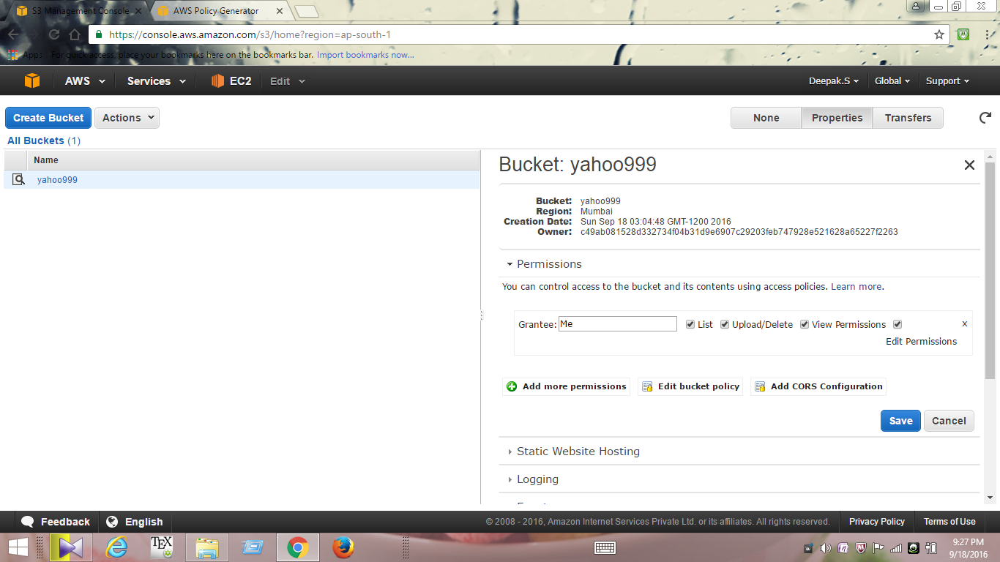 S3 Management Console
AWS Policy Generator
https://console.aws.amazon.com/s3/home?region=ap-south-1
Apps For quick access, place your bookmarks here on the bookmarks bar. Import bookmarks now...
AWS Services EC2 Edit Deepak.S Global Support
Create Bucket Actions None Properties Transfers
All Buckets (1)
Name
yahoo999
Bucket: yahoo999
Bucket: yahoo999
Region: Mumbai
Creation Date: Sun Sep 18 03:04:48 GMT-1200 2016
Owner: c49ab081528d332734f04b31d9e6907c29203feb747928e521628a65227f2263
Permissions
You can control access to the bucket and its contents using access policies. Learn more.
Grantee: Me List Upload/Delete View Permissions
Edit Permissions
Add more permissions Edit bucket policy Add CORS Configuration
Save Cancel
Static Website Hosting
Logging
Feedback English © 2008 - 2016, Amazon Internet Services Private Ltd. or its affiliates. All rights reserved. Privacy Policy Terms of Use
TEX
9:27 PM
9/18/2016